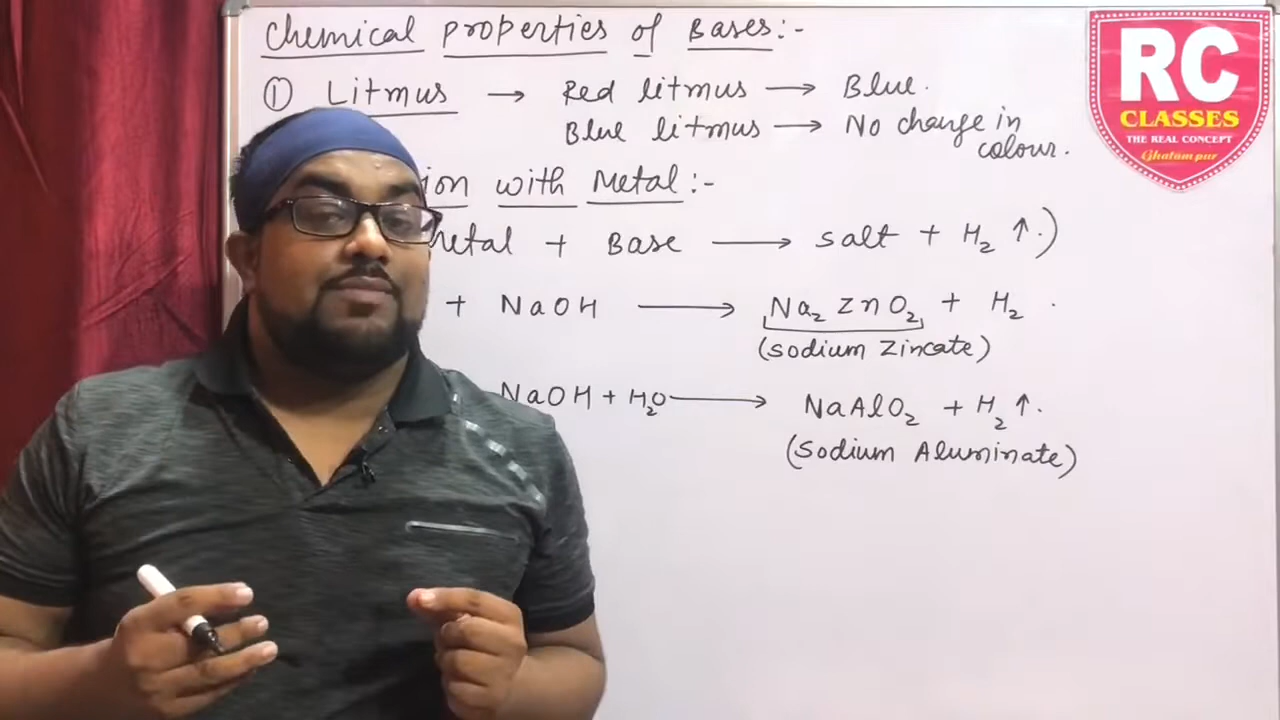 Chemical properties of Bases:-
① Litmus → Red litmus → Blue.
Blue litmus → No change in
colour.
ion with Metal:-
Metal + Base → salt + H₂ ↑.)
+ NaOH → Na₂ZnO₂ + H₂ .
(sodium zincate)
NaOH + H₂O → NaAlO₂ + H₂ ↑.
(Sodium Aluminate)
RC
CLASSES
THE REAL CONCEPT
Ghatampur